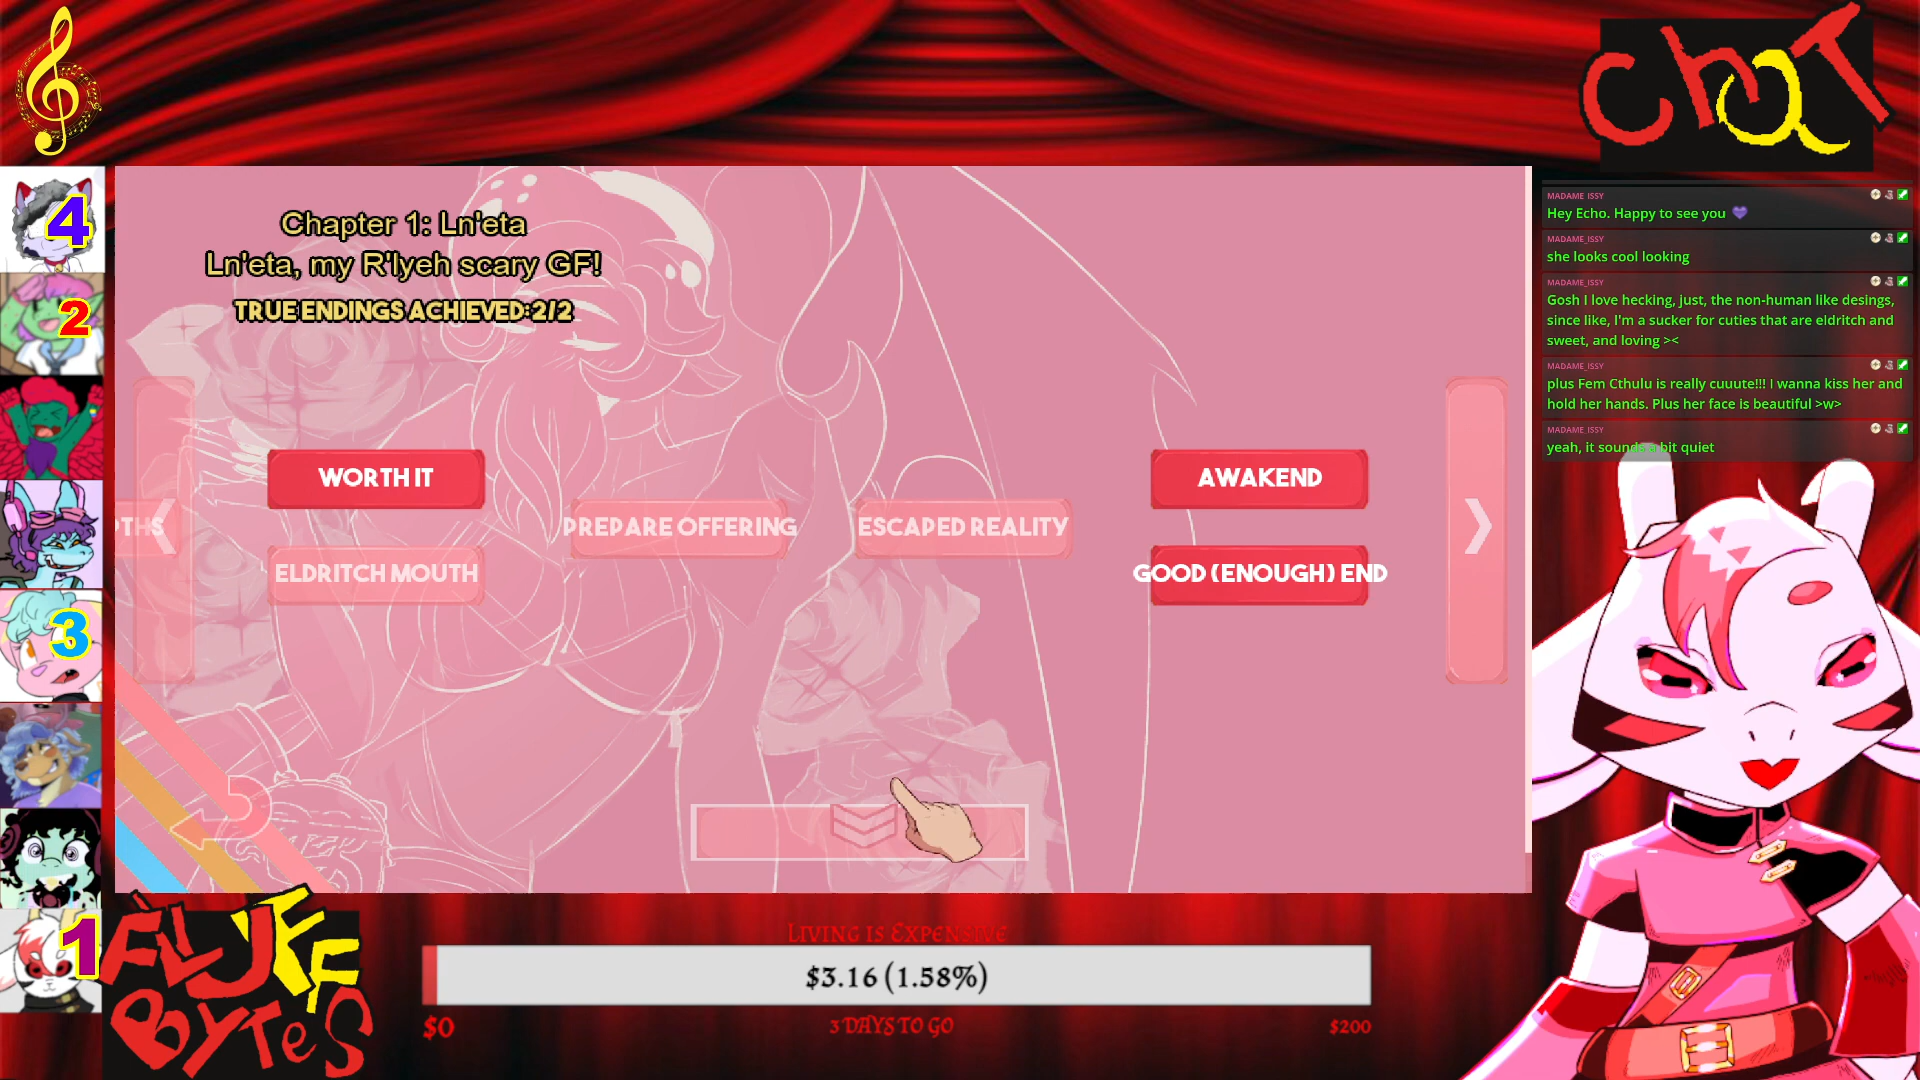 chaT
4
2
3
1
Chapter 1: Ln'eta
Ln'eta, my R'lyeh scary GF!
TRUE ENDINGS ACHIEVED:2/2
WORTH IT
AWAKEND
PTHS
PREPARE OFFERING
ESCAPED REALITY
ELDRITCH MOUTH
GOOD (ENOUGH) END
MADAME_ISSY
Hey Echo. Happy to see you 💜
MADAME_ISSY
she looks cool looking
MADAME_ISSY
Gosh I love hecking, just, the non-human like desings,
since like, I'm a sucker for cuties that are eldritch and
sweet, and loving ><
MADAME_ISSY
plus Fem Cthulu is really cuuute!!! I wanna kiss her and
hold her hands. Plus her face is beautiful >w>
MADAME_ISSY
yeah, it sounds a bit quiet
FLUFF
BYTES
LIVING IS EXPENSIVE
$3.16 (1.58%)
$0
3 DAYS TO GO
$200